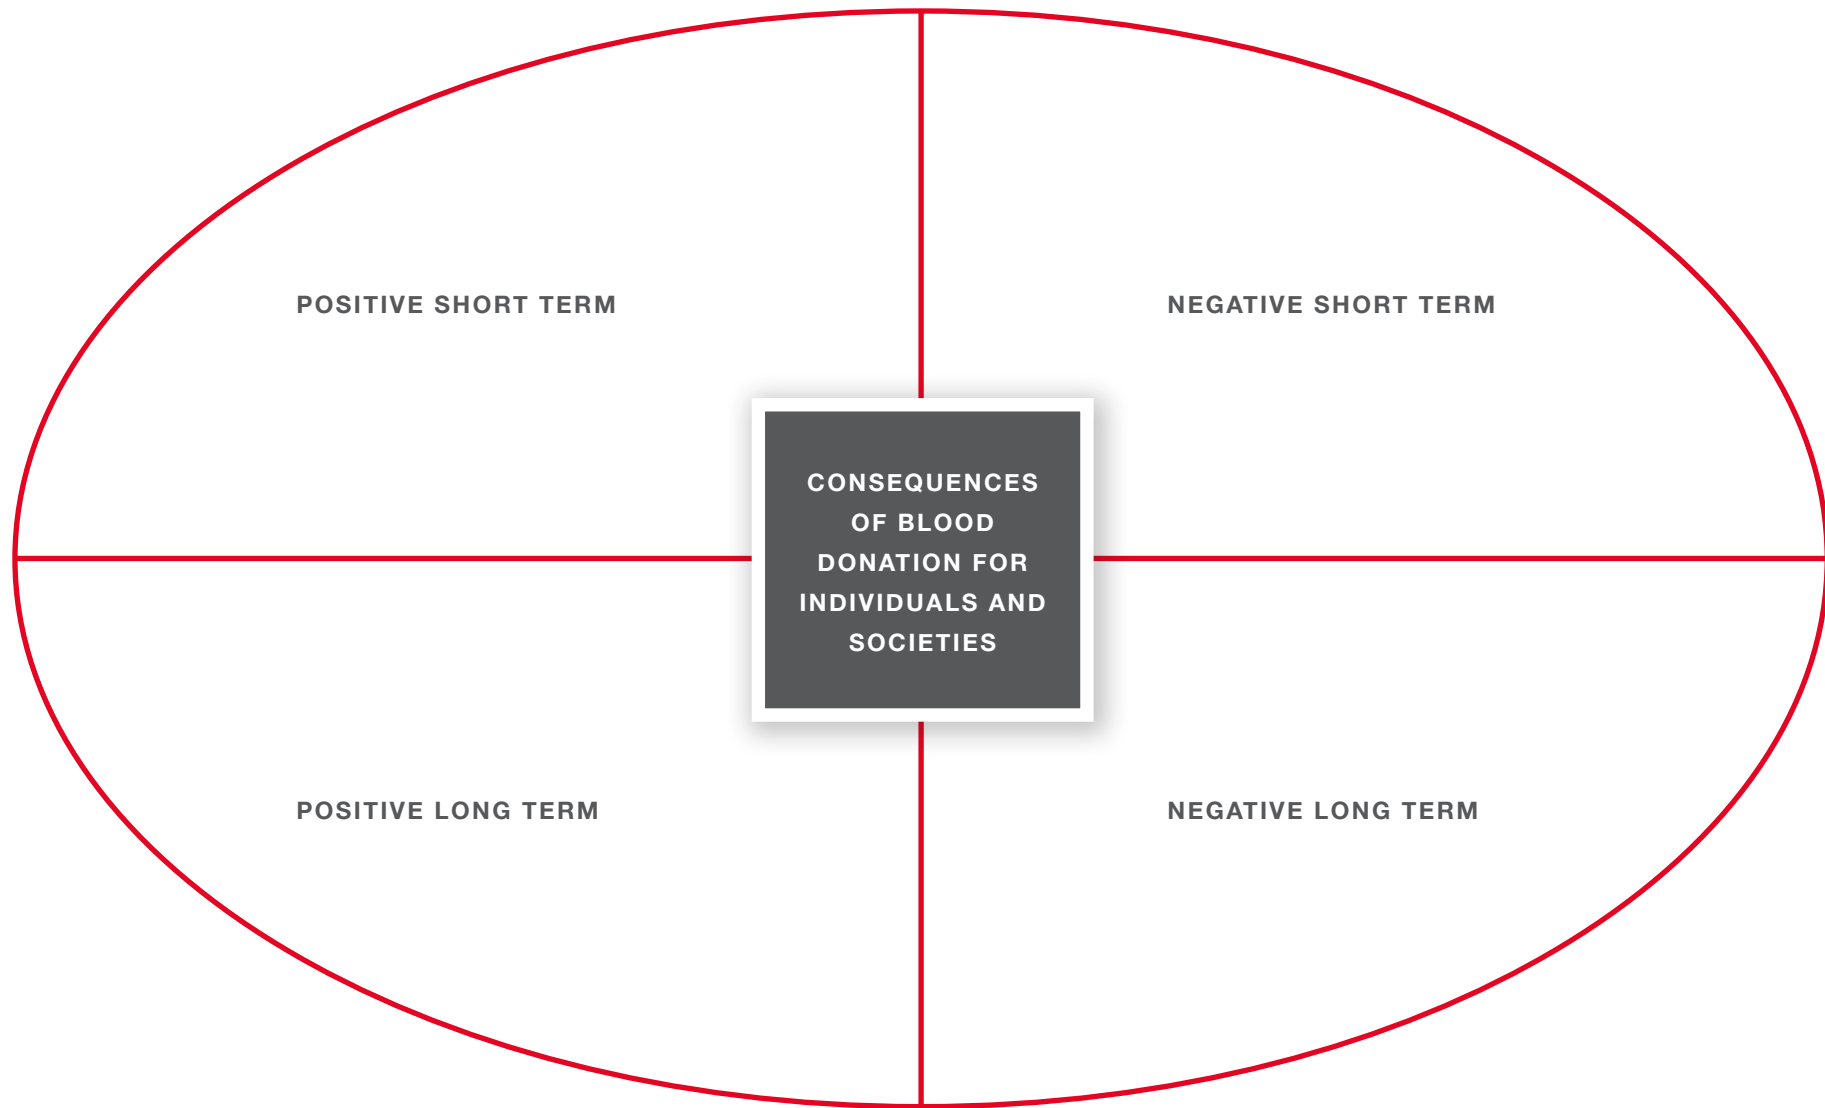 POSITIVE SHORT TERM
NEGATIVE SHORT TERM
CONSEQUENCES
OF BLOOD
DONATION FOR
INDIVIDUALS AND
SOCIETIES
POSITIVE LONG TERM
NEGATIVE LONG TERM